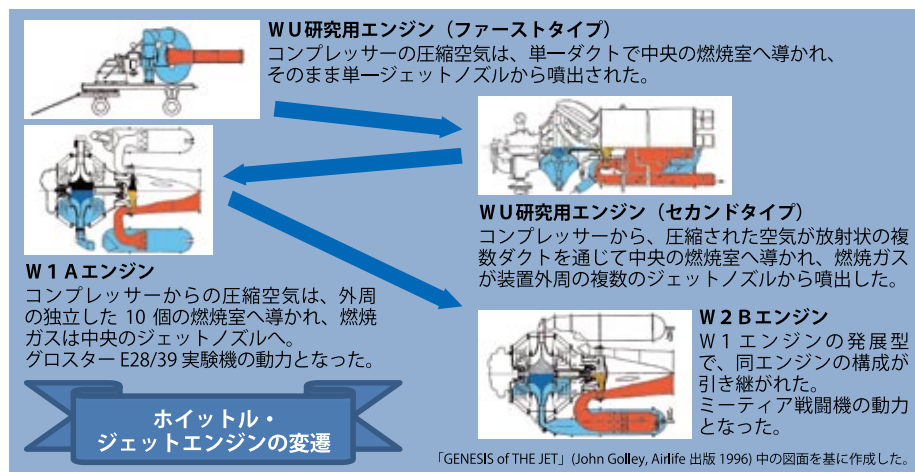 WU研究用エンジン（ファーストタイプ）
コンプレッサーの圧縮空気は、単一ダクトで中央の燃焼室へ導かれ、
そのまま単一ジェットノズルから噴出された。
WU研究用エンジン（セカンドタイプ）
コンプレッサーから、圧縮された空気が放射状の複
数ダクトを通じて中央の燃焼室へ導かれ、燃焼ガス
が装置外周の複数のジェットノズルから噴出した。
W1Aエンジン
コンプレッサーからの圧縮空気は、外周
の独立した 10 個の燃焼室へ導かれ、燃焼
ガスは中央のジェットノズルへ。
グロスター E28/39 実験機の動力となった。
W2Bエンジン
W1エンジンの発展型
で、同エンジンの構成が
引き継がれた。
ミーティア戦闘機の動力
となった。
ホイットル・
ジェットエンジンの変遷
「GENESIS of THE JET」(John Golley, Airlife 出版 1996) 中の図面を基に作成した。